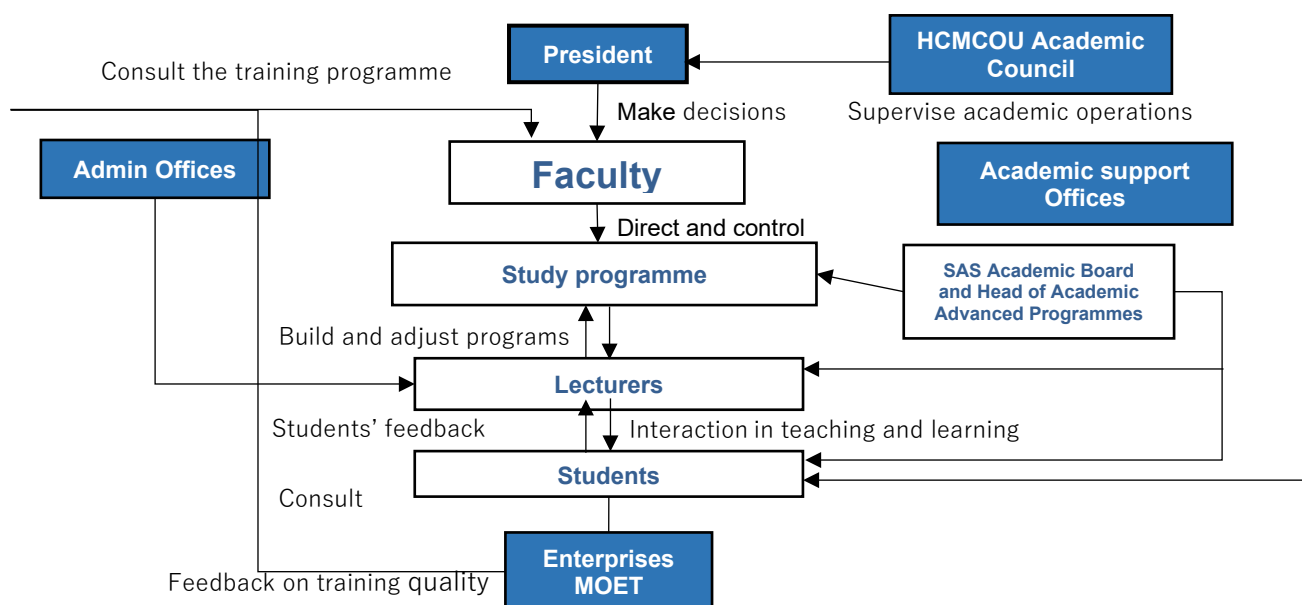 President
HCMCOU Academic
Council
Consult the training programme
Make decisions
Supervise academic operations
Admin Offices
Faculty
Academic support
Offices
Direct and control
Study programme
SAS Academic Board
and Head of Academic
Advanced Programmes
Build and adjust programs
Lecturers
Students’ feedback
Interaction in teaching and learning
Students
Consult
Enterprises
MOET
Feedback on training quality